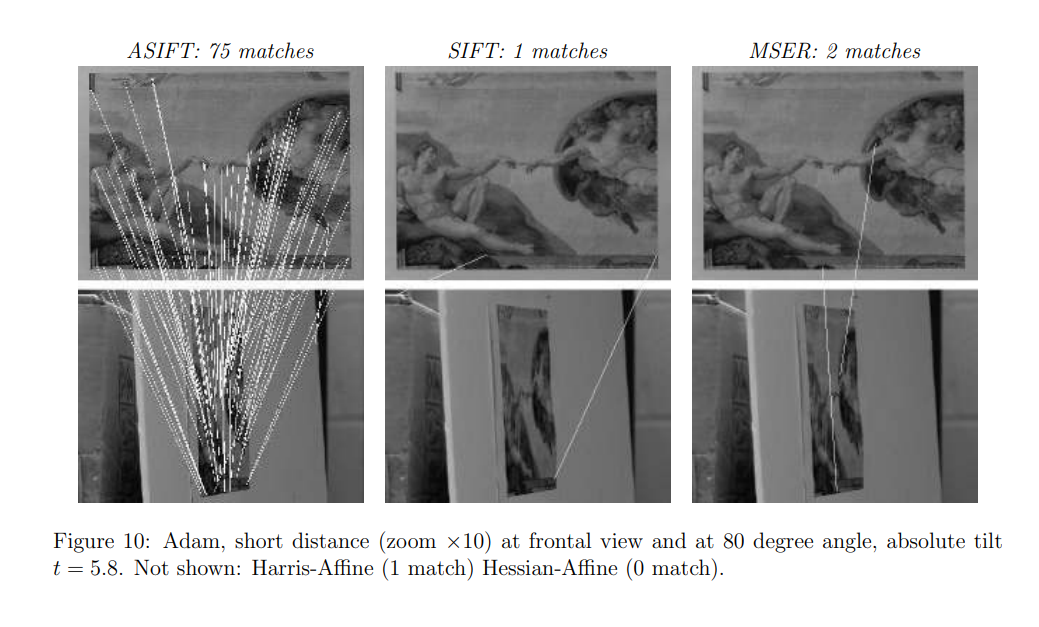 ASIFT: 75 matches
SIFT: 1 matches
MSER: 2 matches
Figure 10: Adam, short distance (zoom ×10) at frontal view and at 80 degree angle, absolute tilt
t = 5.8. Not shown: Harris-Affine (1 match) Hessian-Affine (0 match).